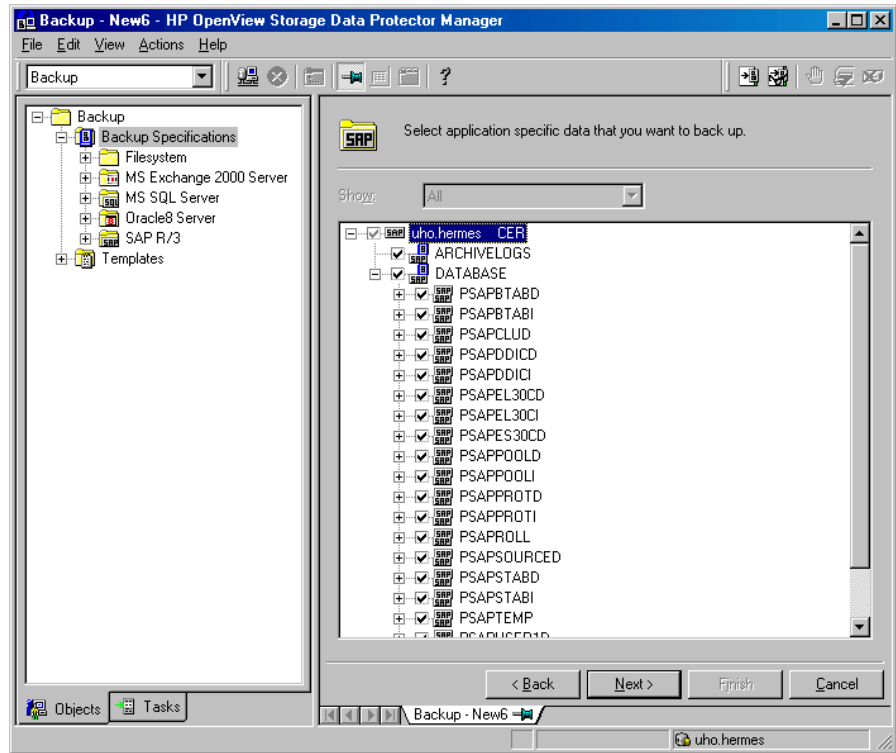 Backup - New6 - HP OpenView Storage Data Protector Manager
File Edit View Actions Help
Backup
Backup
Backup Specifications
Filesystem
MS Exchange 2000 Server
MS SQL Server
Oracle8 Server
SAP R/3
Templates
Objects
Tasks
SAP
Select application specific data that you want to back up.
Show:
All
uho.hermes CER
ARCHIVELOGS
DATABASE
PSAPBTABD
PSAPBTABI
PSAPCLUD
PSAPDDICD
PSAPDDICI
PSAPEL30CD
PSAPEL30CI
PSAPES30CD
PSAPPOOLD
PSAPPOOLI
PSAPPROTD
PSAPPROTI
PSAPROLL
PSAPSOURCED
PSAPSTABD
PSAPSTABI
PSAPTEMP
PSAPUSER1D
< Back
Next >
Finish
Cancel
Backup - New6
uho.hermes